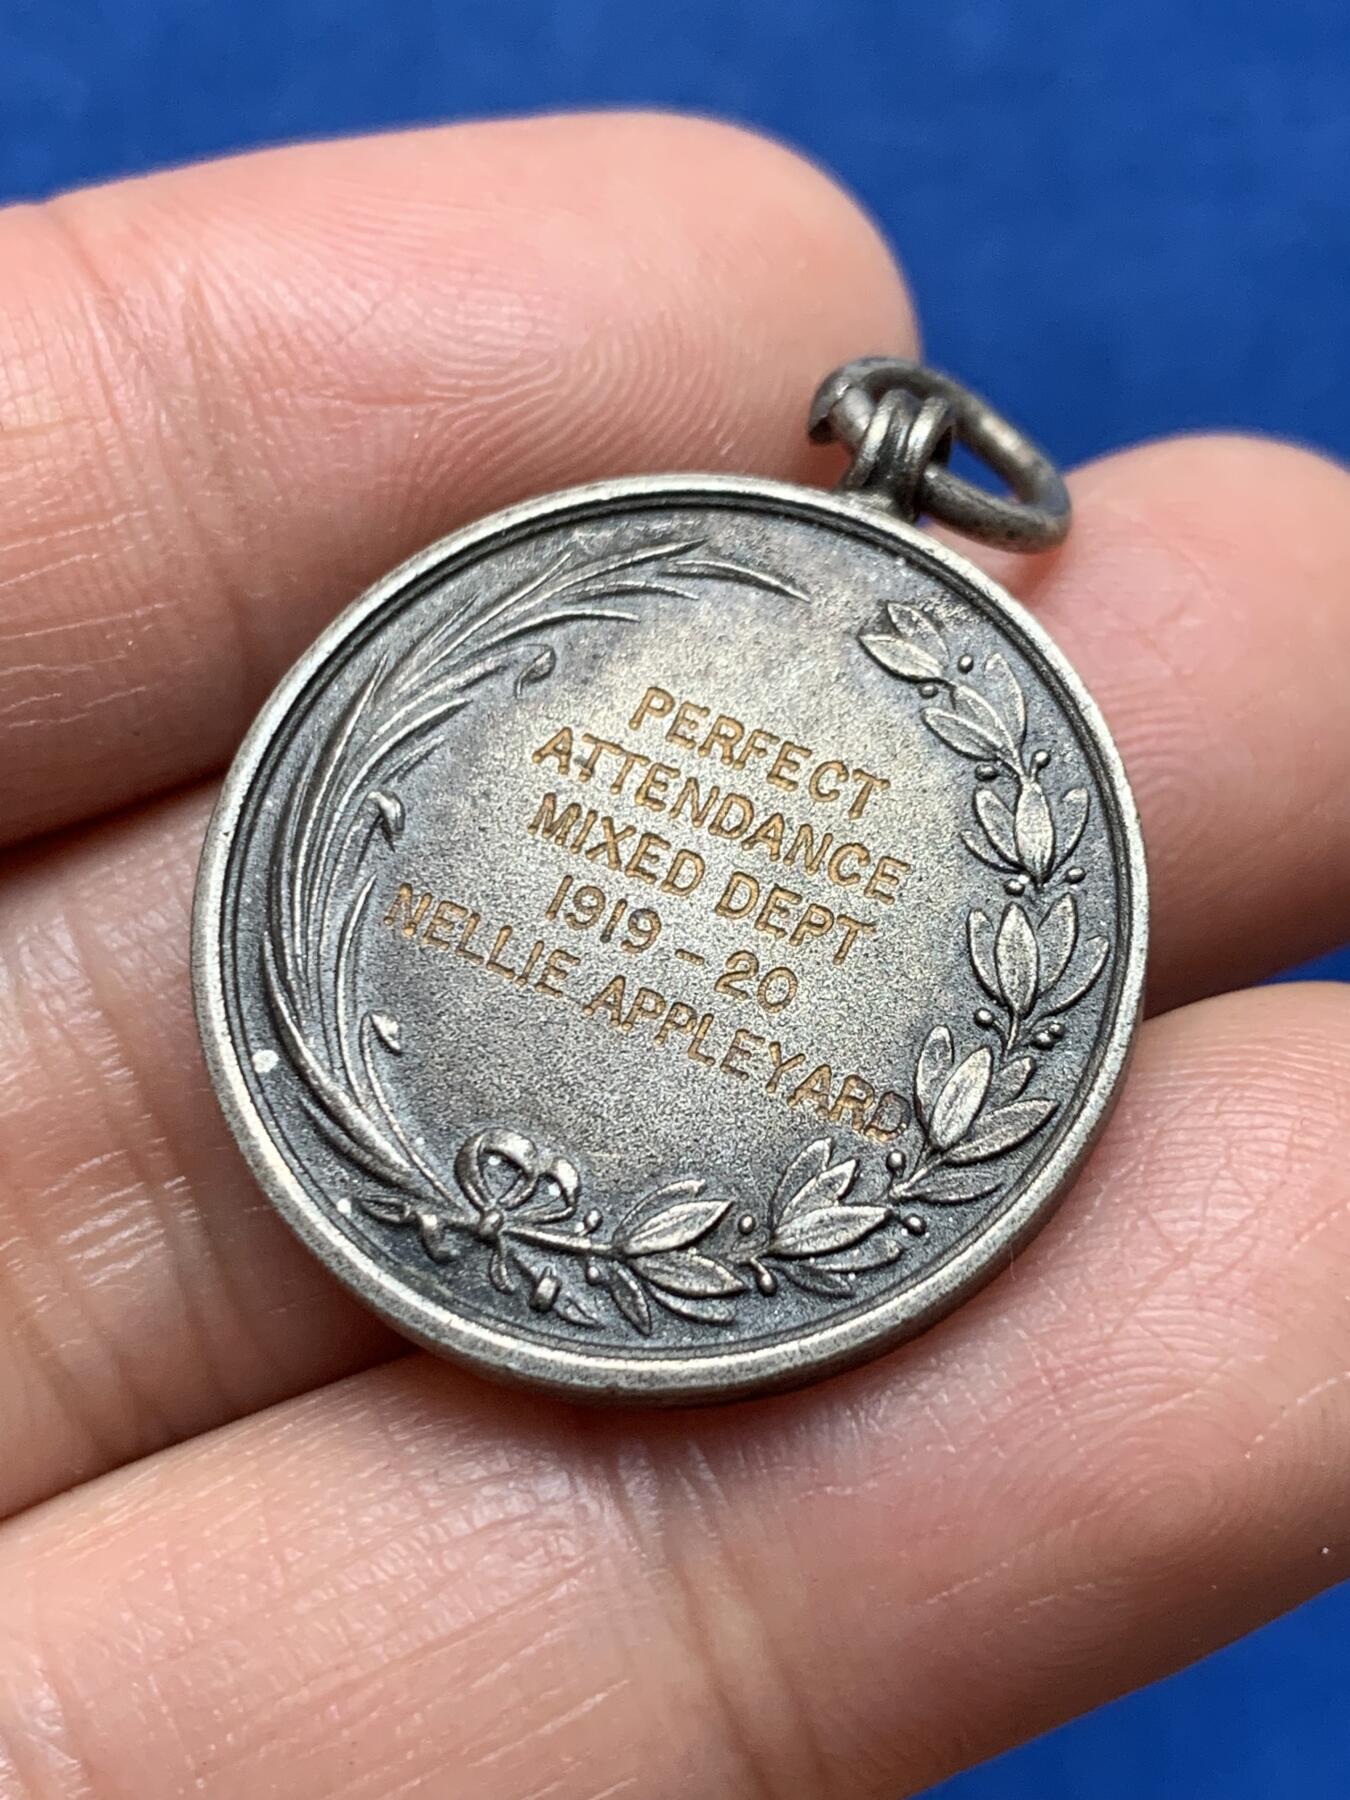 PERFECT
ATTENDANCE
MIXED DEPT
1919-20
NELLIE APPLEYARD